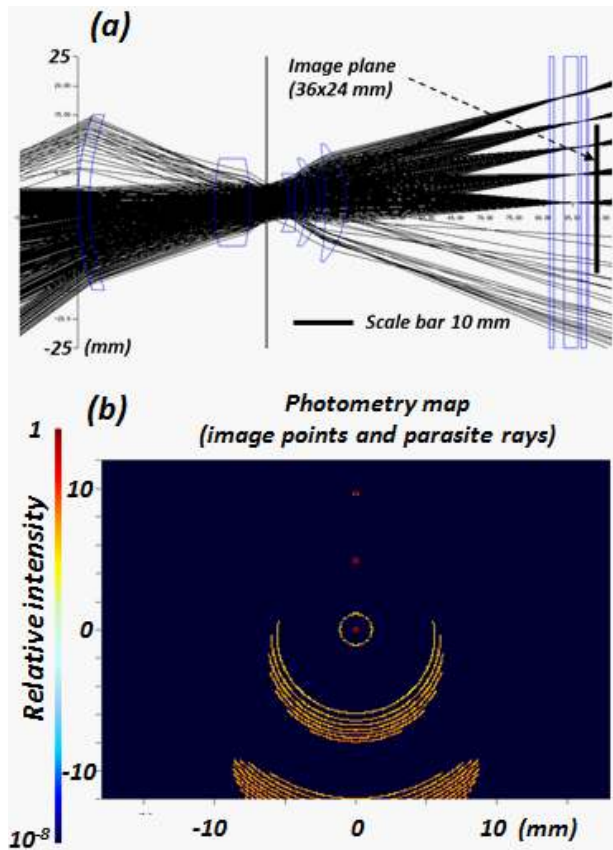 (a)
25
Image plane
(36x24 mm)
0
Scale bar 10 mm
-25
(mm)
(b)
Photometry map
(image points and parasite rays)
1
10
0
-10
Relative intensity
10⁻⁸
-10
0
10
(mm)